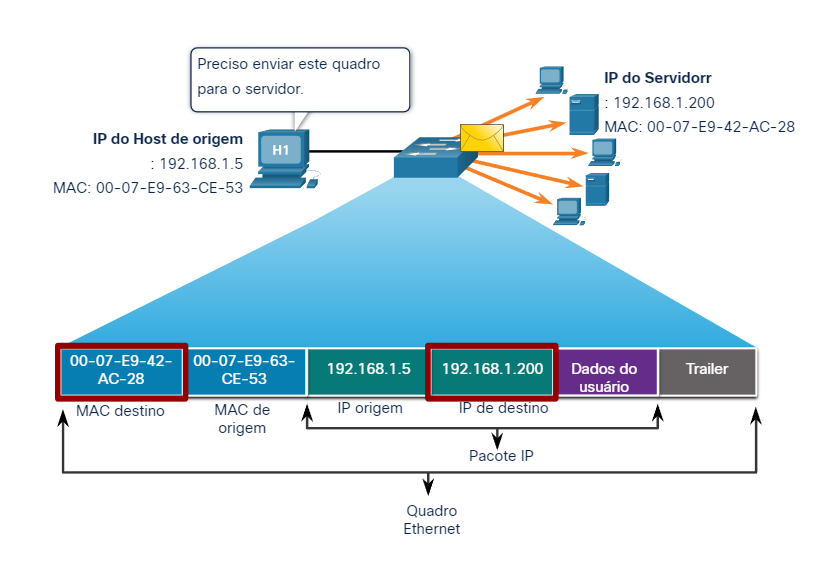 Preciso enviar este quadro
para o servidor.
IP do Servidorr
: 192.168.1.200
MAC: 00-07-E9-42-AC-28
IP do Host de origem
: 192.168.1.5
MAC: 00-07-E9-63-CE-53
H1
00-07-E9-42-
AC-28
00-07-E9-63-
CE-53
192.168.1.5
192.168.1.200
Dados do
usuário
Trailer
MAC destino
MAC de
origem
IP origem
IP de destino
Pacote IP
Quadro
Ethernet